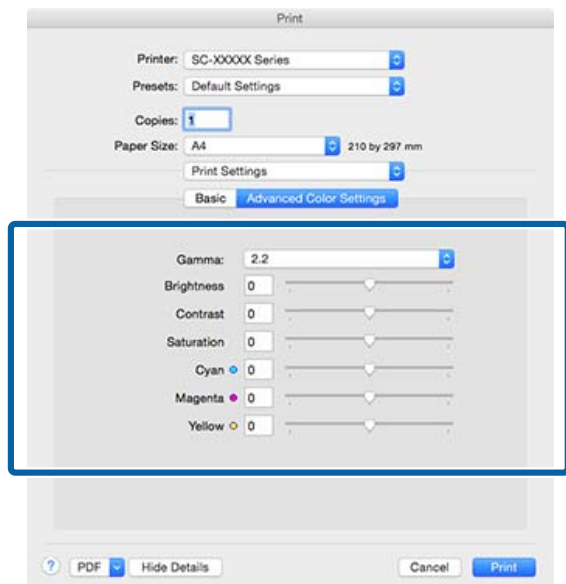 Print
Printer: SC-XXXXX Series
Presets: Default Settings
Copies: 1
Paper Size: A4 210 by 297 mm
Print Settings
Basic Advanced Color Settings
Gamma: 2.2
Brightness 0
Contrast 0
Saturation 0
Cyan 0
Magenta 0
Yellow 0
? PDF Hide Details Cancel Print